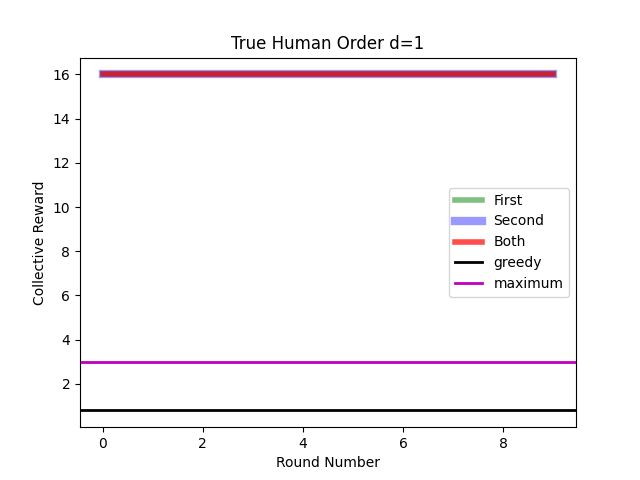 True Human Order d=1
Collective Reward
16
14
12
10
8
6
4
2
First
Second
Both
greedy
maximum
0 2 4 6 8
Round Number